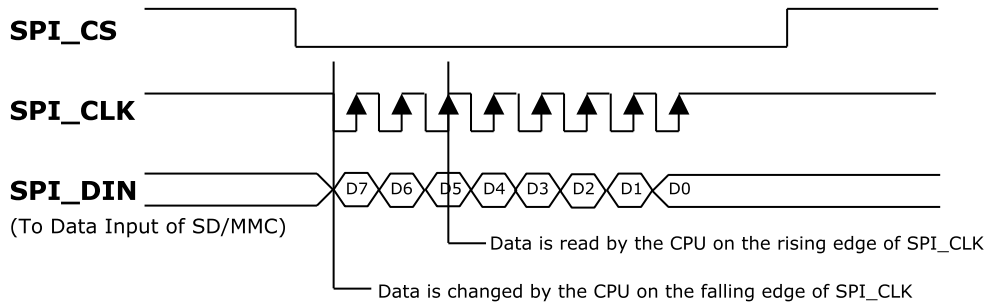 SPI_CS
SPI_CLK
SPI_DIN
D7 D6 D5 D4 D3 D2 D1 D0
(To Data Input of SD/MMC)
Data is read by the CPU on the rising edge of SPI_CLK
Data is changed by the CPU on the falling edge of SPI_CLK